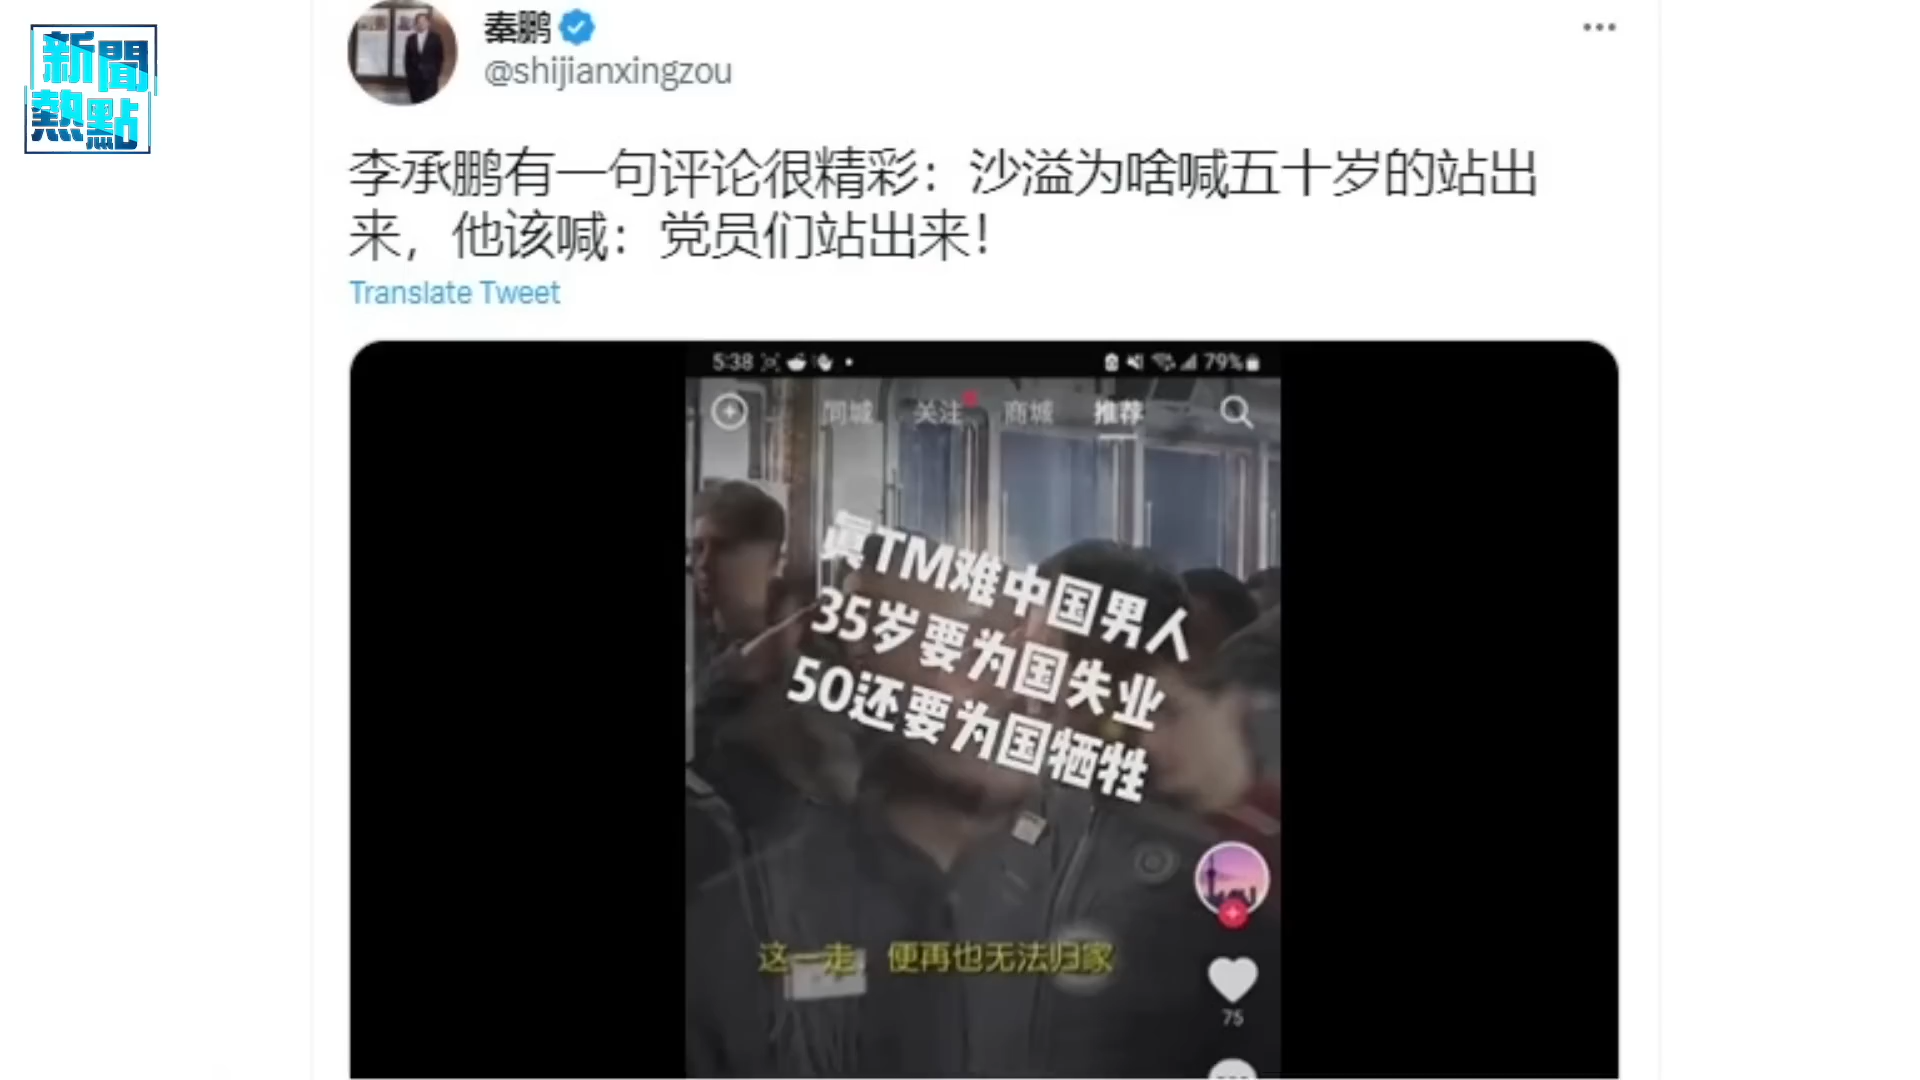 新聞
熱點
秦鹏
@shijianxingzou
李承鹏有一句评论很精彩：沙溢为啥喊五十岁的站出
来，他该喊：党员们站出来！
Translate Tweet
5:38
79%
同城 关注 商城 推荐
真TM难中国男人
35岁要为国失业
50还要为国牺牲
这一走，便再也无法归家
75